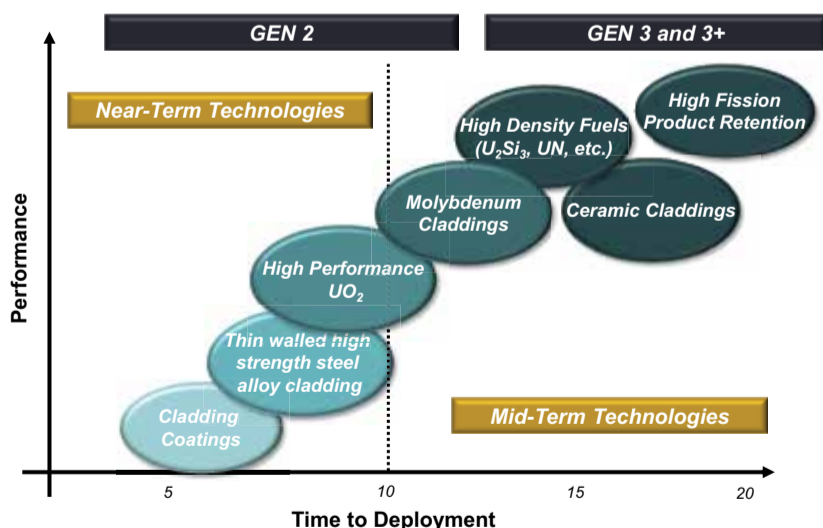 GEN 2
GEN 3 and 3+
Near-Term Technologies
High Fission
Product Retention
High Density Fuels
(U₂Si₃, UN, etc.)
Molybdenum
Claddings
Ceramic Claddings
High Performance
UO₂
Thin walled high
strength steel
alloy cladding
Cladding
Coatings
Mid-Term Technologies
Performance
5
10
15
20
Time to Deployment